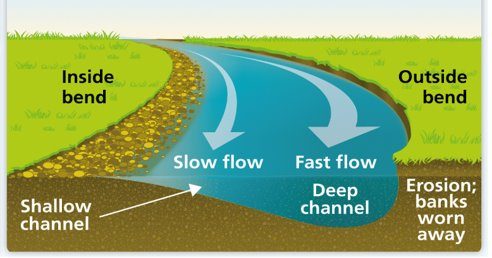 Inside
bend
Outside
bend
Slow flow
Fast flow
Deep
channel
Shallow
channel
Erosion;
banks
worn
away